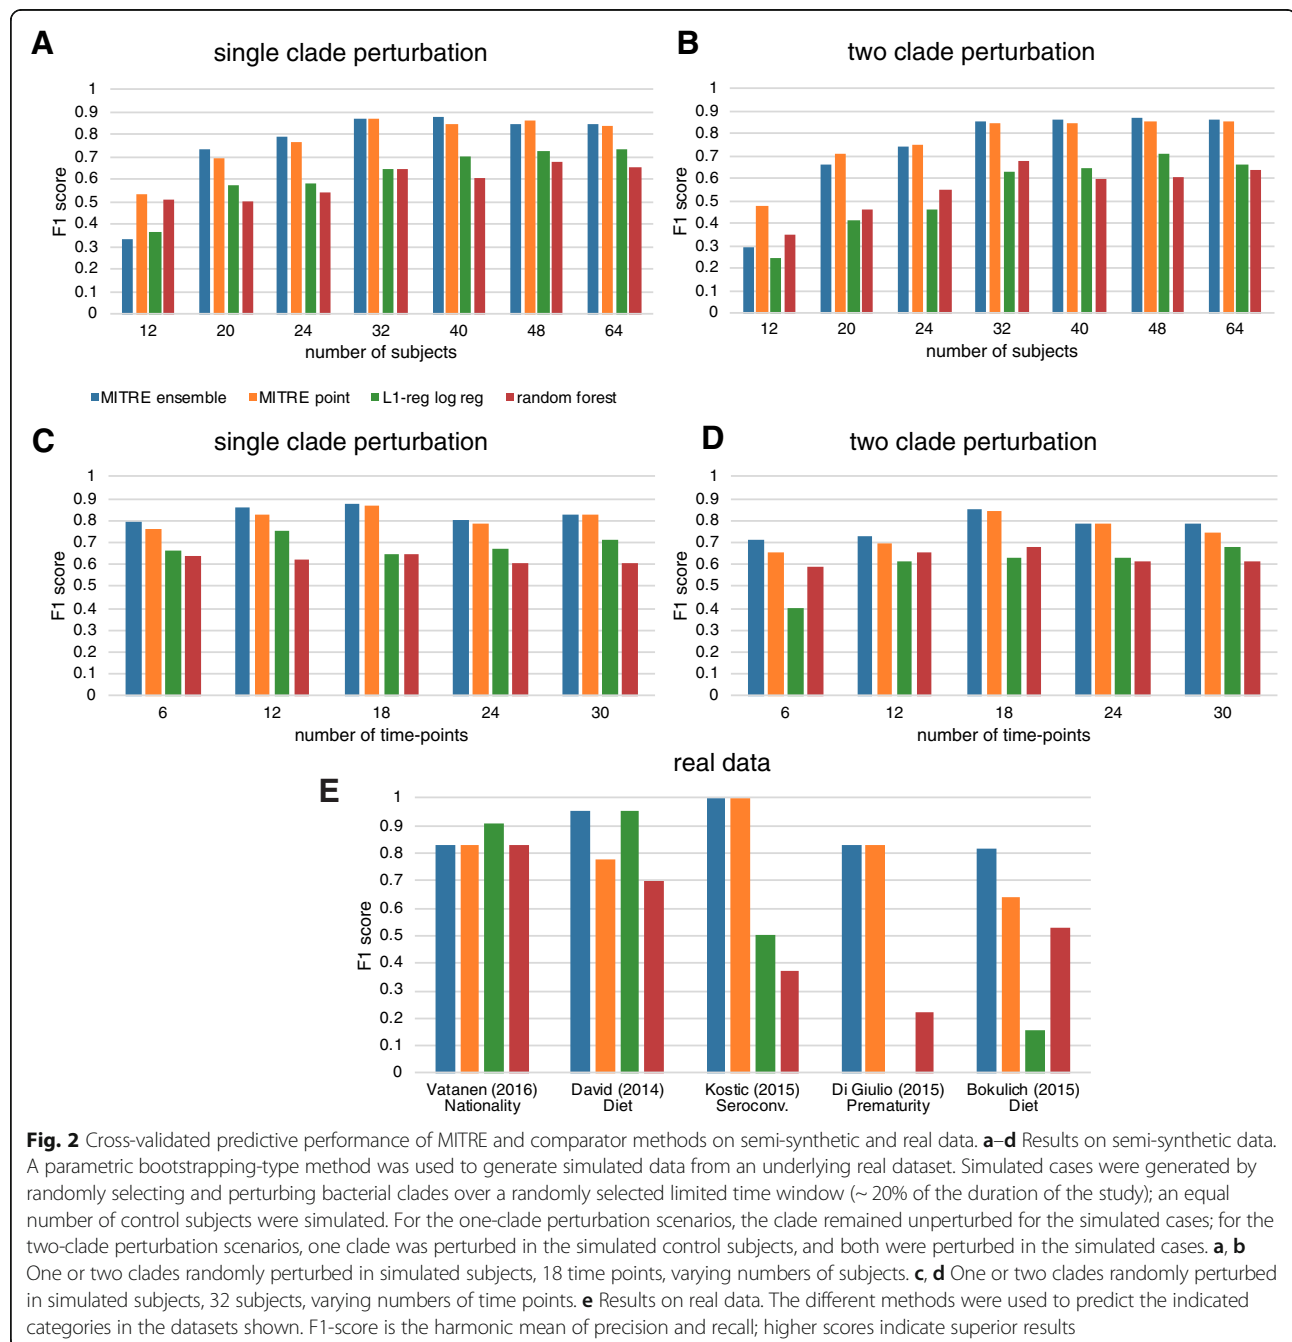 A
single clade perturbation
1
0.9
0.8
0.7
0.6
0.5
0.4
0.3
0.2
0.1
0
F1 score
12 20 24 32 40 48 64
number of subjects
B
two clade perturbation
1
0.9
0.8
0.7
0.6
0.5
0.4
0.3
0.2
0.1
0
F1 score
12 20 24 32 40 48 64
number of subjects
MITRE ensemble MITRE point L1-reg log reg random forest
C
single clade perturbation
1
0.9
0.8
0.7
0.6
0.5
0.4
0.3
0.2
0.1
0
F1 score
6 12 18 24 30
number of time-points
D
two clade perturbation
1
0.9
0.8
0.7
0.6
0.5
0.4
0.3
0.2
0.1
0
F1 score
6 12 18 24 30
number of time-points
E
real data
1
0.9
0.8
0.7
0.6
0.5
0.4
0.3
0.2
0.1
0
F1 score
Vatanen (2016) David (2014) Kostic (2015) Di Giulio (2015) Bokulich (2015)
Nationality Diet Seroconv. Prematurity Diet
Fig. 2 Cross-validated predictive performance of MITRE and comparator methods on semi-synthetic and real data. a–d Results on semi-synthetic data.
A parametric bootstrapping-type method was used to generate simulated data from an underlying real dataset. Simulated cases were generated by
randomly selecting and perturbing bacterial clades over a randomly selected limited time window (~ 20% of the duration of the study); an equal
number of control subjects were simulated. For the one-clade perturbation scenarios, the clade remained unperturbed for the simulated cases; for the
two-clade perturbation scenarios, one clade was perturbed in the simulated control subjects, and both were perturbed in the simulated cases. a, b
One or two clades randomly perturbed in simulated subjects, 18 time points, varying numbers of subjects. c, d One or two clades randomly perturbed
in simulated subjects, 32 subjects, varying numbers of time points. e Results on real data. The different methods were used to predict the indicated
categories in the datasets shown. F1-score is the harmonic mean of precision and recall; higher scores indicate superior results